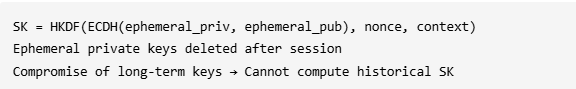 SK = HKDF(ECDH(ephemeral_priv, ephemeral_pub), nonce, context)
Ephemeral private keys deleted after session
Compromise of long-term keys → Cannot compute historical SK